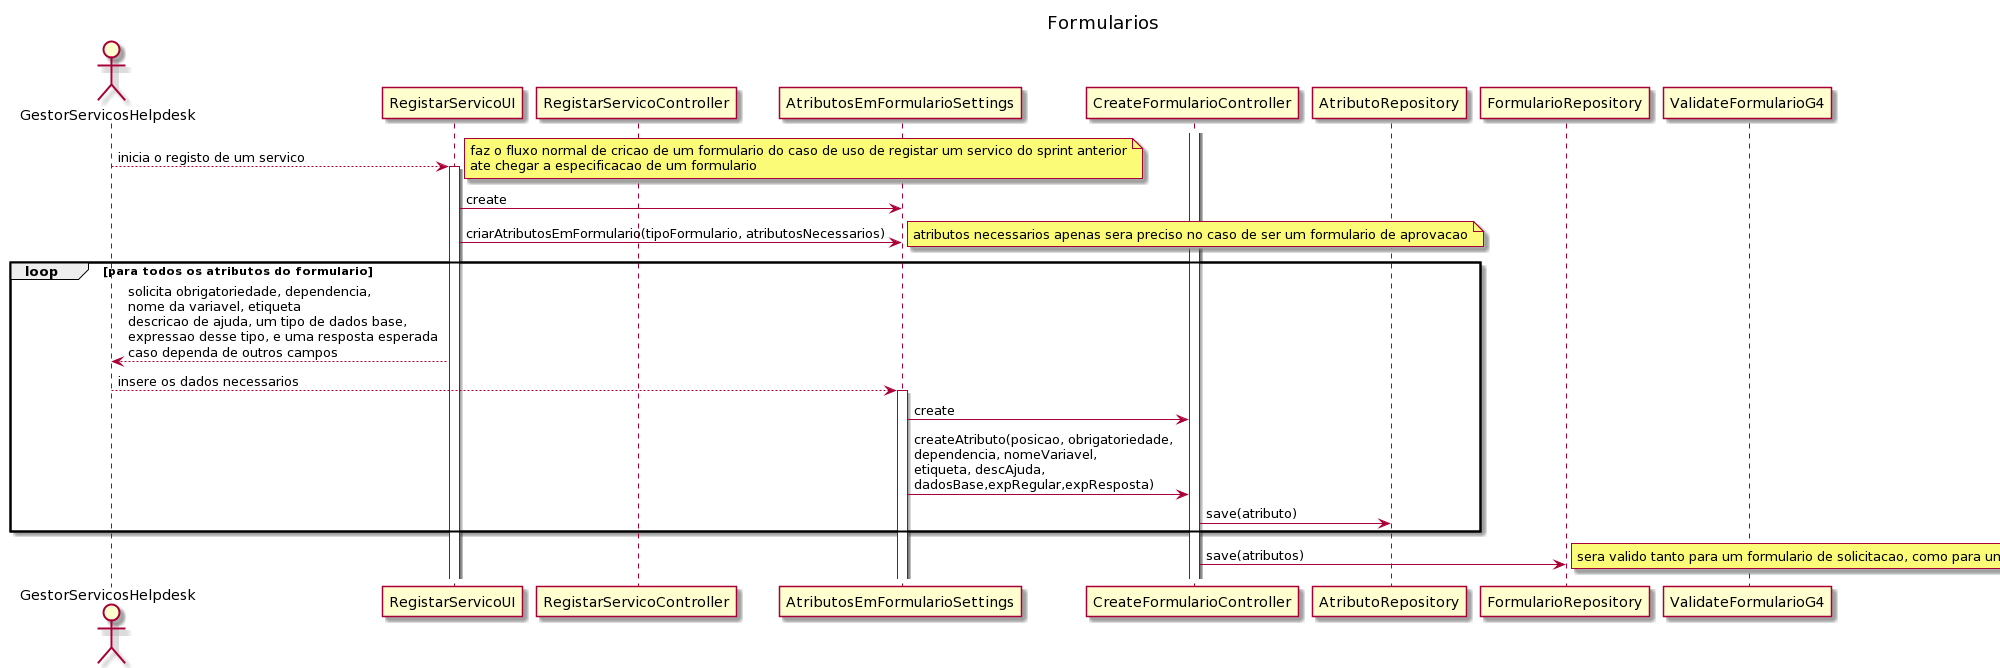 Formularios
GestorServicosHelpdesk
RegistarServicoUI
RegistarServicoController
AtributosEmFormularioSettings
CreateFormularioController
AtributoRepository
FormularioRepository
ValidateFormularioG4
inicia o registo de um servico
faz o fluxo normal de cricao de um formulario do caso de uso de registar um servico do sprint anterior
ate chegar a especificacao de um formulario
create
criarAtributosEmFormulario(tipoFormulario, atributosNecessarios)
atributos necessarios apenas sera preciso no caso de ser um formulario de aprovacao
loop
[para todos os atributos do formulario]
solicita obrigatoriedade, dependencia,
nome da variavel, etiqueta
descricao de ajuda, um tipo de dados base,
expressao desse tipo, e uma resposta esperada
caso dependa de outros campos
insere os dados necessarios
create
createAtributo(posicao, obrigatoriedade,
dependencia, nomeVariavel,
etiqueta, descAjuda,
dadosBase,expRegular,expResposta)
save(atributo)
save(atributos)
sera valido tanto para um formulario de solicitacao, como para
GestorServicosHelpdesk
RegistarServicoUI
RegistarServicoController
AtributosEmFormularioSettings
CreateFormularioController
AtributoRepository
FormularioRepository
ValidateFormularioG4